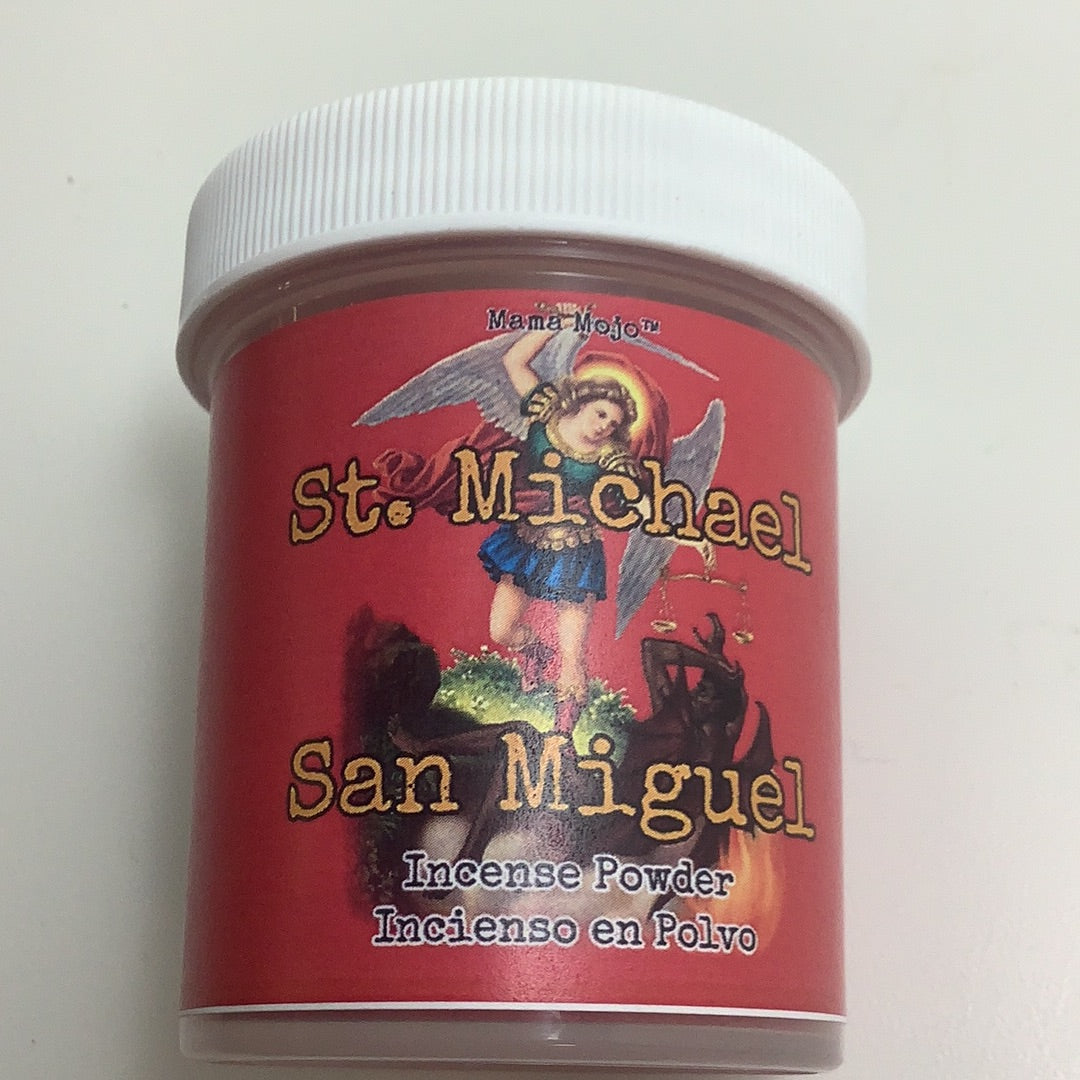 Mama Mojo™
St. Michael
San Miguel
Incense Powder
Incienso en Polvo